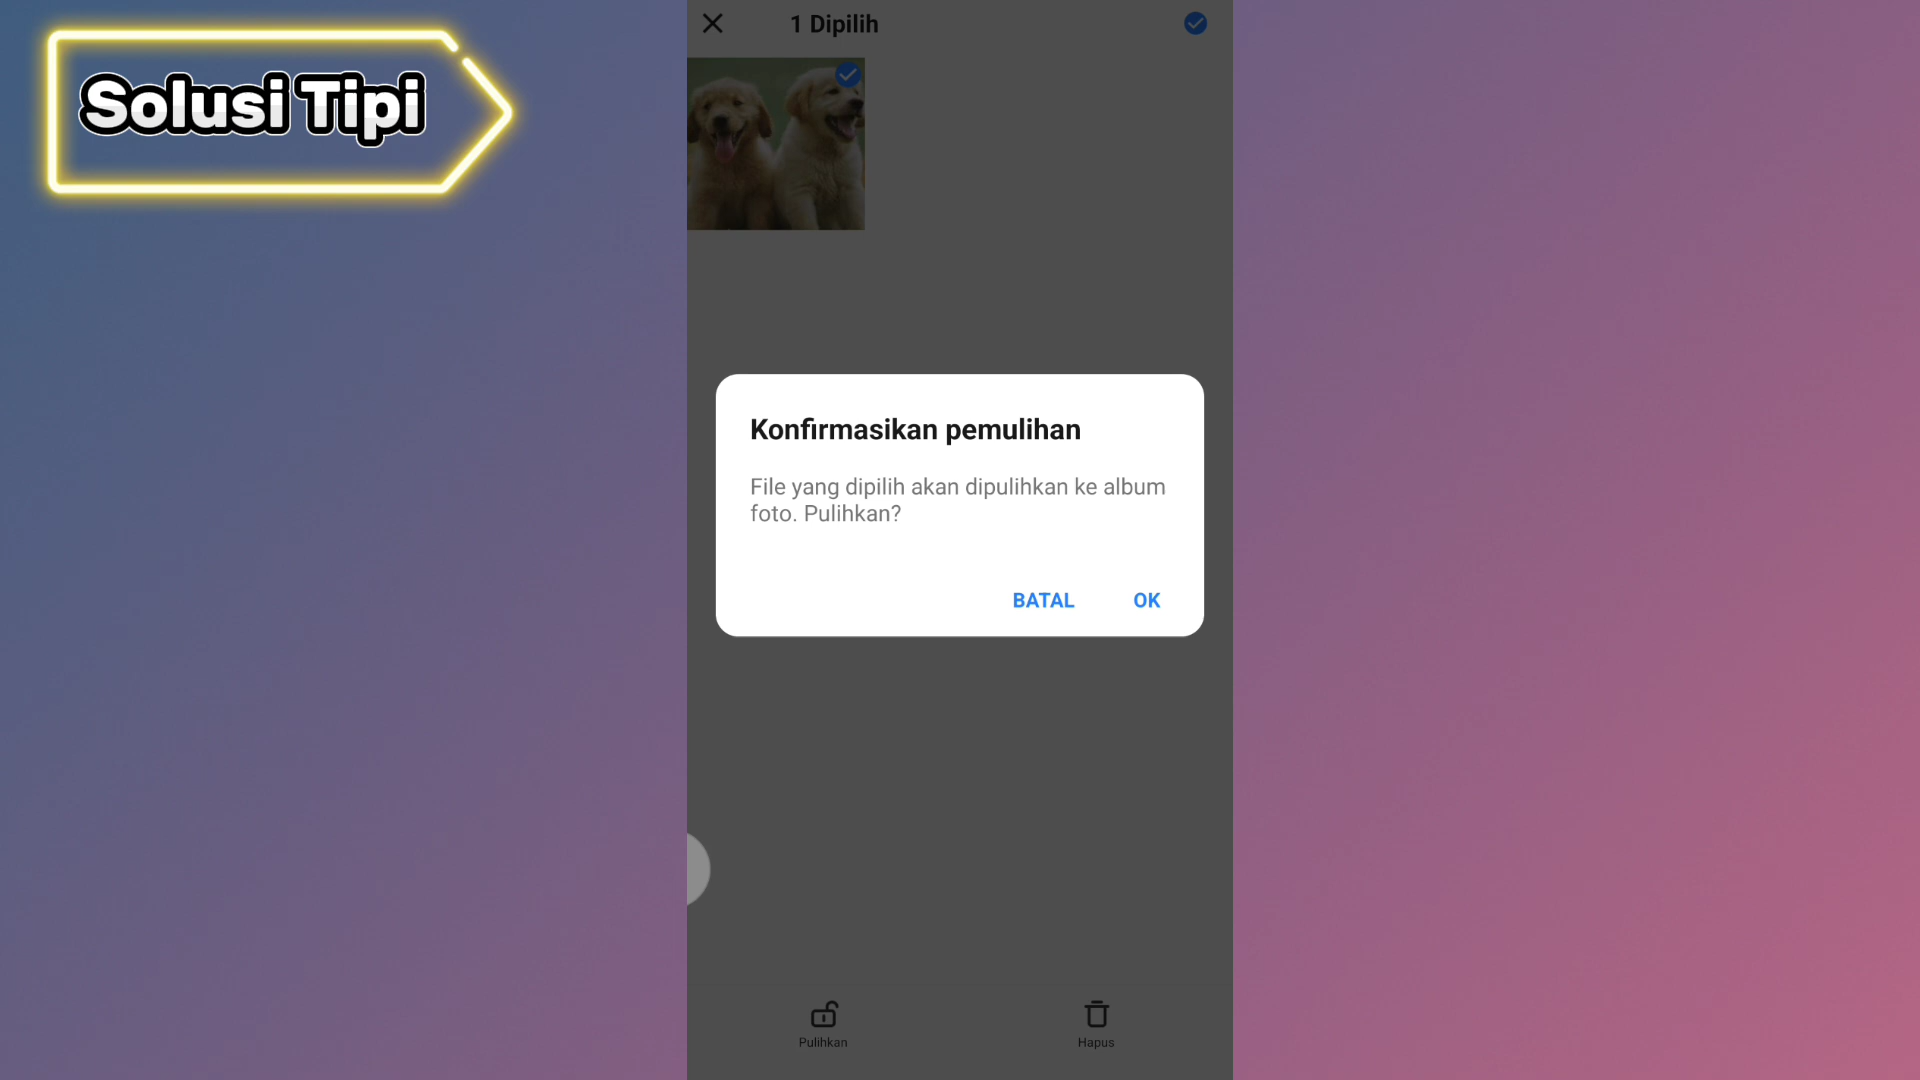 Solusi Tipi
1 Dipilih
Konfirmasikan pemulihan
File yang dipilih akan dipulihkan ke album
foto. Pulihkan?
BATAL
OK
Pulihkan
Hapus